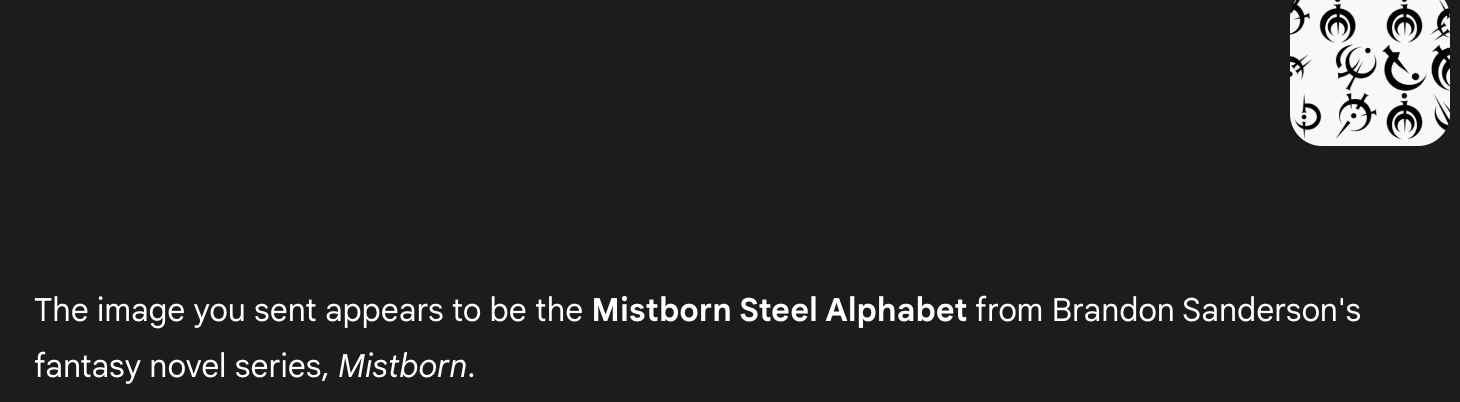 The image you sent appears to be the Mistborn Steel Alphabet from Brandon Sanderson's
fantasy novel series, Mistborn.